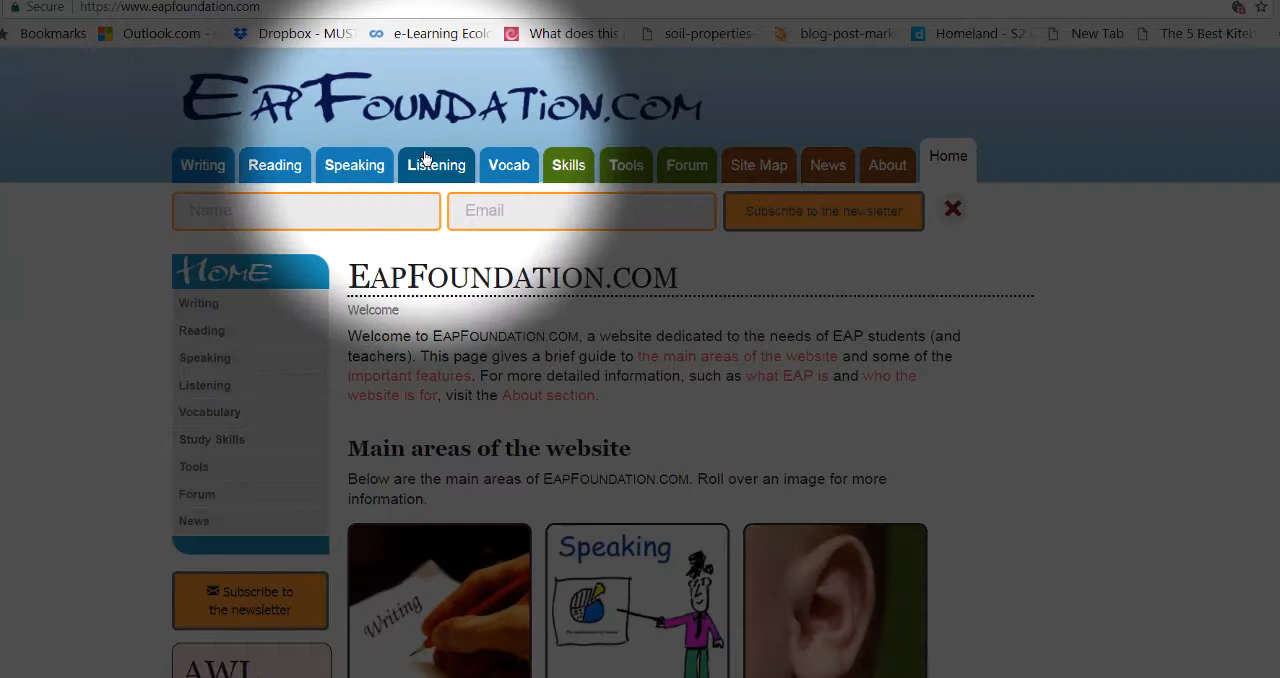 Secure https://www.eapfoundation.com
Bookmarks Outlook.com - Dropbox - MUS e-Learning Ecol What does this soil-properties- blog-post-mark Homeland - S2 New Tab The 5 Best Kite
EAPFOUNDATION.COM
Writing Reading Speaking Listening Vocab Skills Tools Forum Site Map News About Home
Name Email Subscribe to the newsletter
HOME
EAPFOUNDATION.COM
Writing
Welcome
Reading
Welcome to EAPFOUNDATION.COM, a website dedicated to the needs of EAP students (and
Speaking
teachers). This page gives a brief guide to the main areas of the website and some of the
Listening
important features. For more detailed information, such as what EAP is and who the
website is for, visit the About section.
Vocabulary
Study Skills
Main areas of the website
Tools
Below are the main areas of EAPFOUNDATION.COM. Roll over an image for more
Forum
information.
News
Writing
Speaking
Subscribe to
the newsletter
AWL